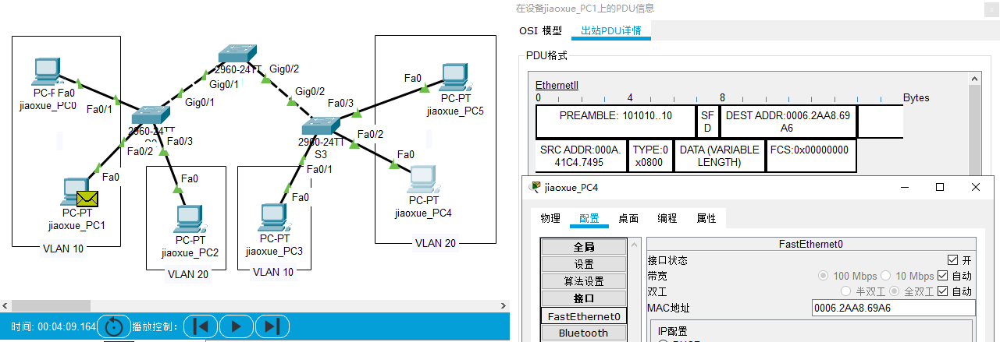 在设备jiaoxue_PC1上的PDU信息
OSI 模型
出站PDU详情
PDU格式
EthernetII
0
4
8
Bytes
PREAMBLE: 101010..10
SF
D
DEST ADDR:0006.2AA8.69
A6
SRC ADDR:000A.
41C4.7495
TYPE:0
x0800
DATA (VARIABLE
LENGTH)
FCS:0x00000000
jiaoxue_PC4
物理
配置
桌面
编程
属性
全局
设置
算法设置
接口
FastEthernet0
Bluetooth
FastEthernet0
接口状态
开
带宽
100 Mbps
10 Mbps
自动
双工
半双工
全双工
自动
MAC地址
0006.2AA8.69A6
IP配置
2960-24TT
Gig0/1
Gig0/2
Gig0/1
Gig0/2
Fa0
Fa0/1
jiaoxue_PC0
2960-24TT
Fa0/2
Fa0/3
Fa0
PC-PT
jiaoxue_PC1
VLAN 10
Fa0
PC-PT
jiaoxue_PC2
VLAN 20
Fa0/3
2960-24TT
S3
Fa0/2
Fa0/1
Fa0
PC-PT
jiaoxue_PC3
VLAN 10
Fa0
PC-PT
jiaoxue_PC5
Fa0
PC-PT
jiaoxue_PC4
VLAN 20
时间: 00:04:09.164
播放控制: